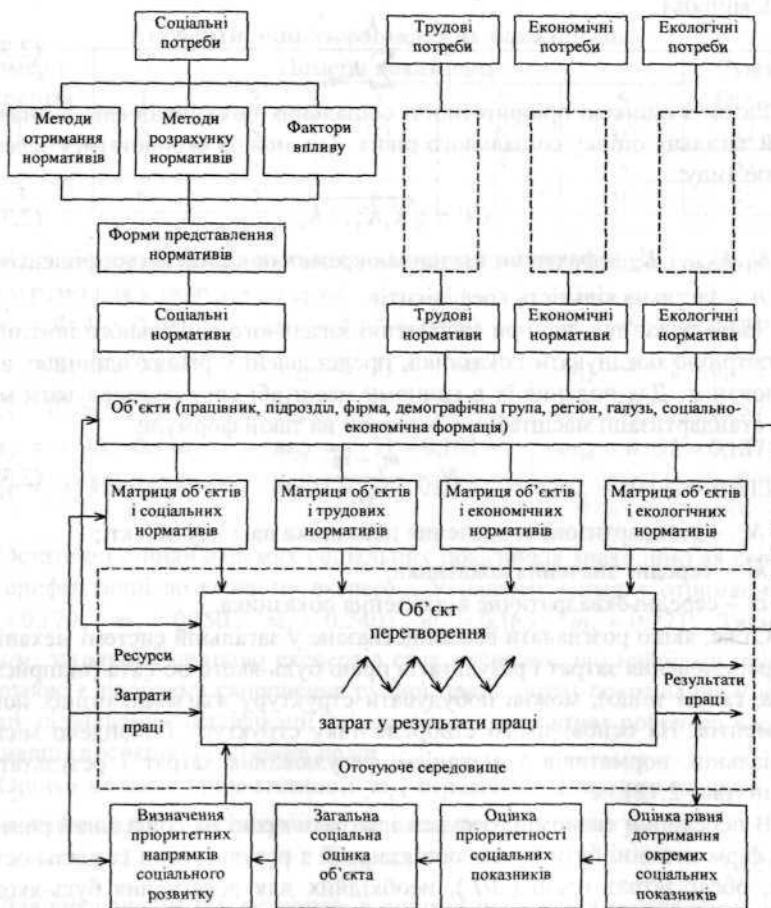 Соціальні
потреби
Трудові
потреби
Економічні
потреби
Екологічні
потреби
Методи
отримання
нормативів
Методи
розрахунку
нормативів
Фактори
впливу
Форми представлення
нормативів
Соціальні
нормативи
Трудові
нормативи
Економічні
нормативи
Екологічні
нормативи
Об'єкти (працівник, підрозділ, фірма, демографічна група, регіон, галузь, соціально-
економічна формація)
Матриця об'єктів
і соціальних
нормативів
Матриця об'єктів
і трудових
нормативів
Матриця об'єктів
і економічних
нормативів
Матриця об'єктів
і екологічних
нормативів
Об'єкт
перетворення
Ресурси
Затрати
праці
Результати
праці
затрат у результати праці
Оточуюче середовище
Визначення
пріоритетних
напрямів
соціального
розвитку
Загальна
соціальна
оцінка
об'єкта
Оцінка
пріоритетності
соціальних
показників
Оцінка рівня
досягнення
окремих
соціальних
показників